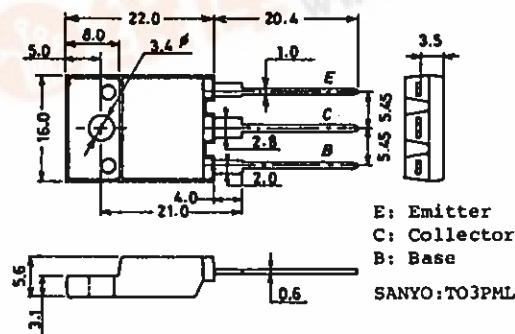 22.0
20.4
5.0
8.0
3.4 ø
1.0
3.5
E
C
B
16.0
5.45
5.45
2.8
2.0
4.0
21.0
5.6
3.1
0.6
E: Emitter
C: Collector
B: Base
SANYO:TO3PML